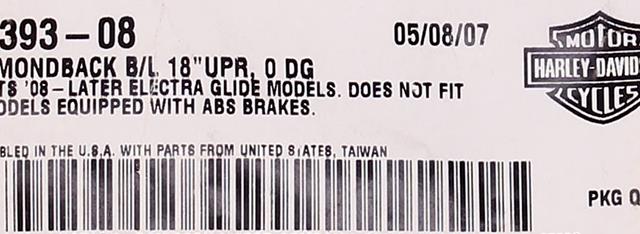 393-08
05/08/07
MONDBACK B/L 18"UPR, 0 DG
TS '08-LATER ELECTRA GLIDE MODELS. DOES NOT FIT
ODELS EQUIPPED WITH ABS BRAKES.
MOTOR
HARLEY-DAVIDS
CYCLES
BLED IN THE U.S.A. WITH PARTS FROM UNITED STATES, TAIWAN
PKG Q